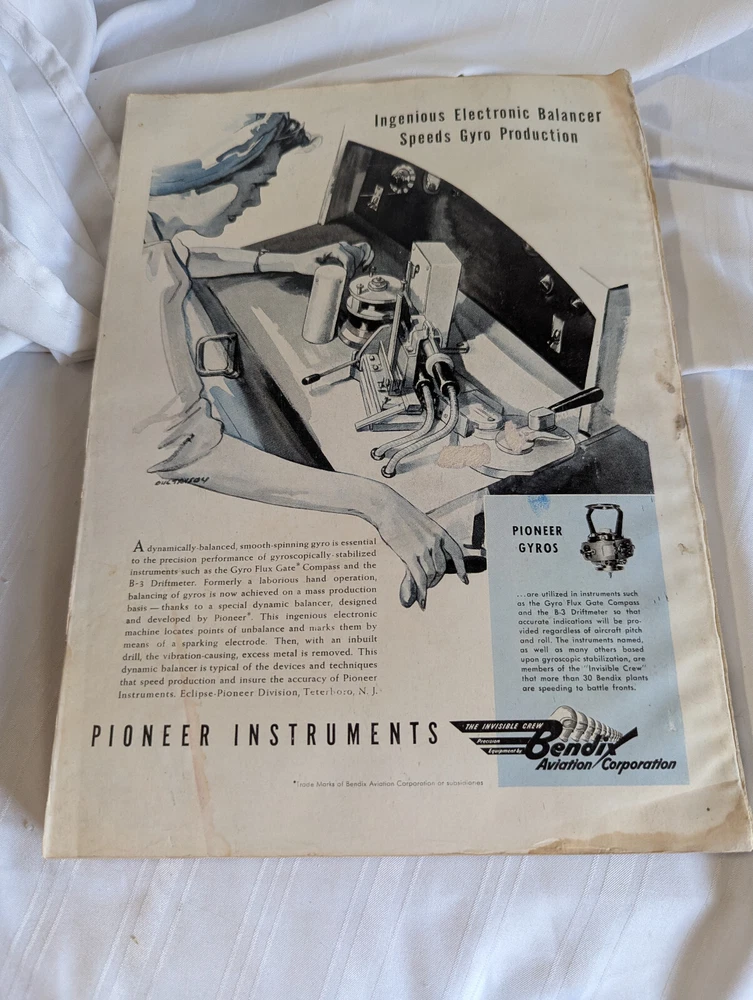 Ingenious Electronic Balancer
Speeds Gyro Production
A dynamically-balanced, smooth-spinning gyro is essential
to the precision performance of gyroscopically-stabilized
instruments such as the Gyro Flux Gate* Compass and the
B-3 Driftmeter. Formerly a laborious hand operation,
balancing of gyros is now achieved on a mass production
basis — thanks to a special dynamic balancer, designed
and developed by Pioneer*. This ingenious electronic
machine locates points of unbalance and marks them by
means of a sparking electrode. Then, with an inbuilt
drill, the vibration-causing, excess metal is removed. This
dynamic balancer is typical of the devices and techniques
that speed production and insure the accuracy of Pioneer
Instruments. Eclipse-Pioneer Division, Teterboro, N. J.
PIONEER
GYROS
...are utilized in instruments such
as the Gyro Flux Gate Compass
and the B-3 Driftmeter so that
accurate indications will be pro-
vided regardless of aircraft pitch
and roll. The instruments named,
as well as many others based
upon gyroscopic stabilization, are
members of the "Invisible Crew"
that more than 30 Bendix plants
are speeding to battle fronts.
PIONEER INSTRUMENTS
THE INVISIBLE CREW
Precision
Equipment by
Bendix
Aviation Corporation
*Trade Marks of Bendix Aviation Corporation or subsidiaries